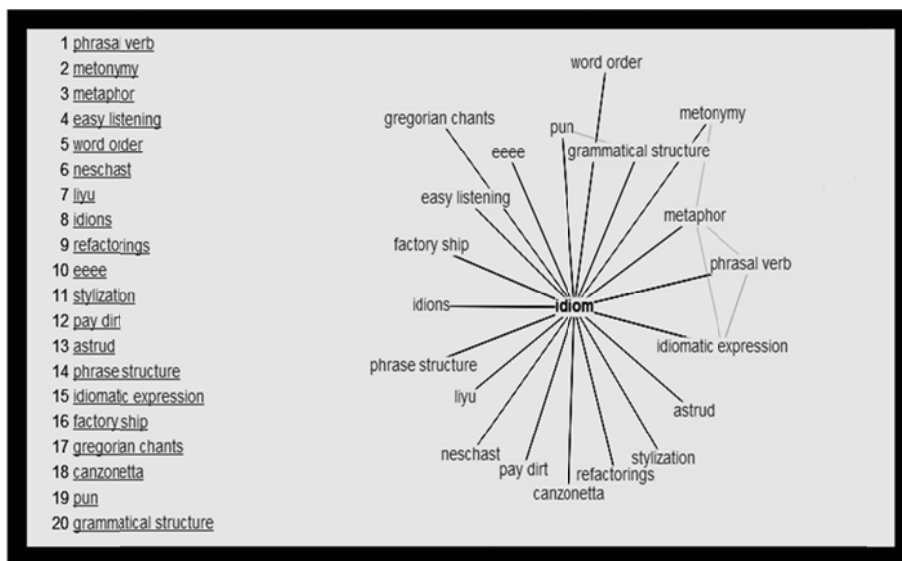 1 phrasal verb
2 metonymy
3 metaphor
4 easy listening
5 word order
6 neschast
7 liyu
8 idions
9 refactorings
10 eeee
11 stylization
12 pay dirt
13 astrud
14 phrase structure
15 idiomatic expression
16 factory ship
17 gregorian chants
18 canzonetta
19 pun
20 grammatical structure
word order
metonymy
gregorian chants
pun
eeee
grammatical structure
easy listening
metaphor
factory ship
phrasal verb
idions
idiom
idiomatic expression
phrase structure
liyu
astrud
neschast
stylization
pay dirt
refactorings
canzonetta